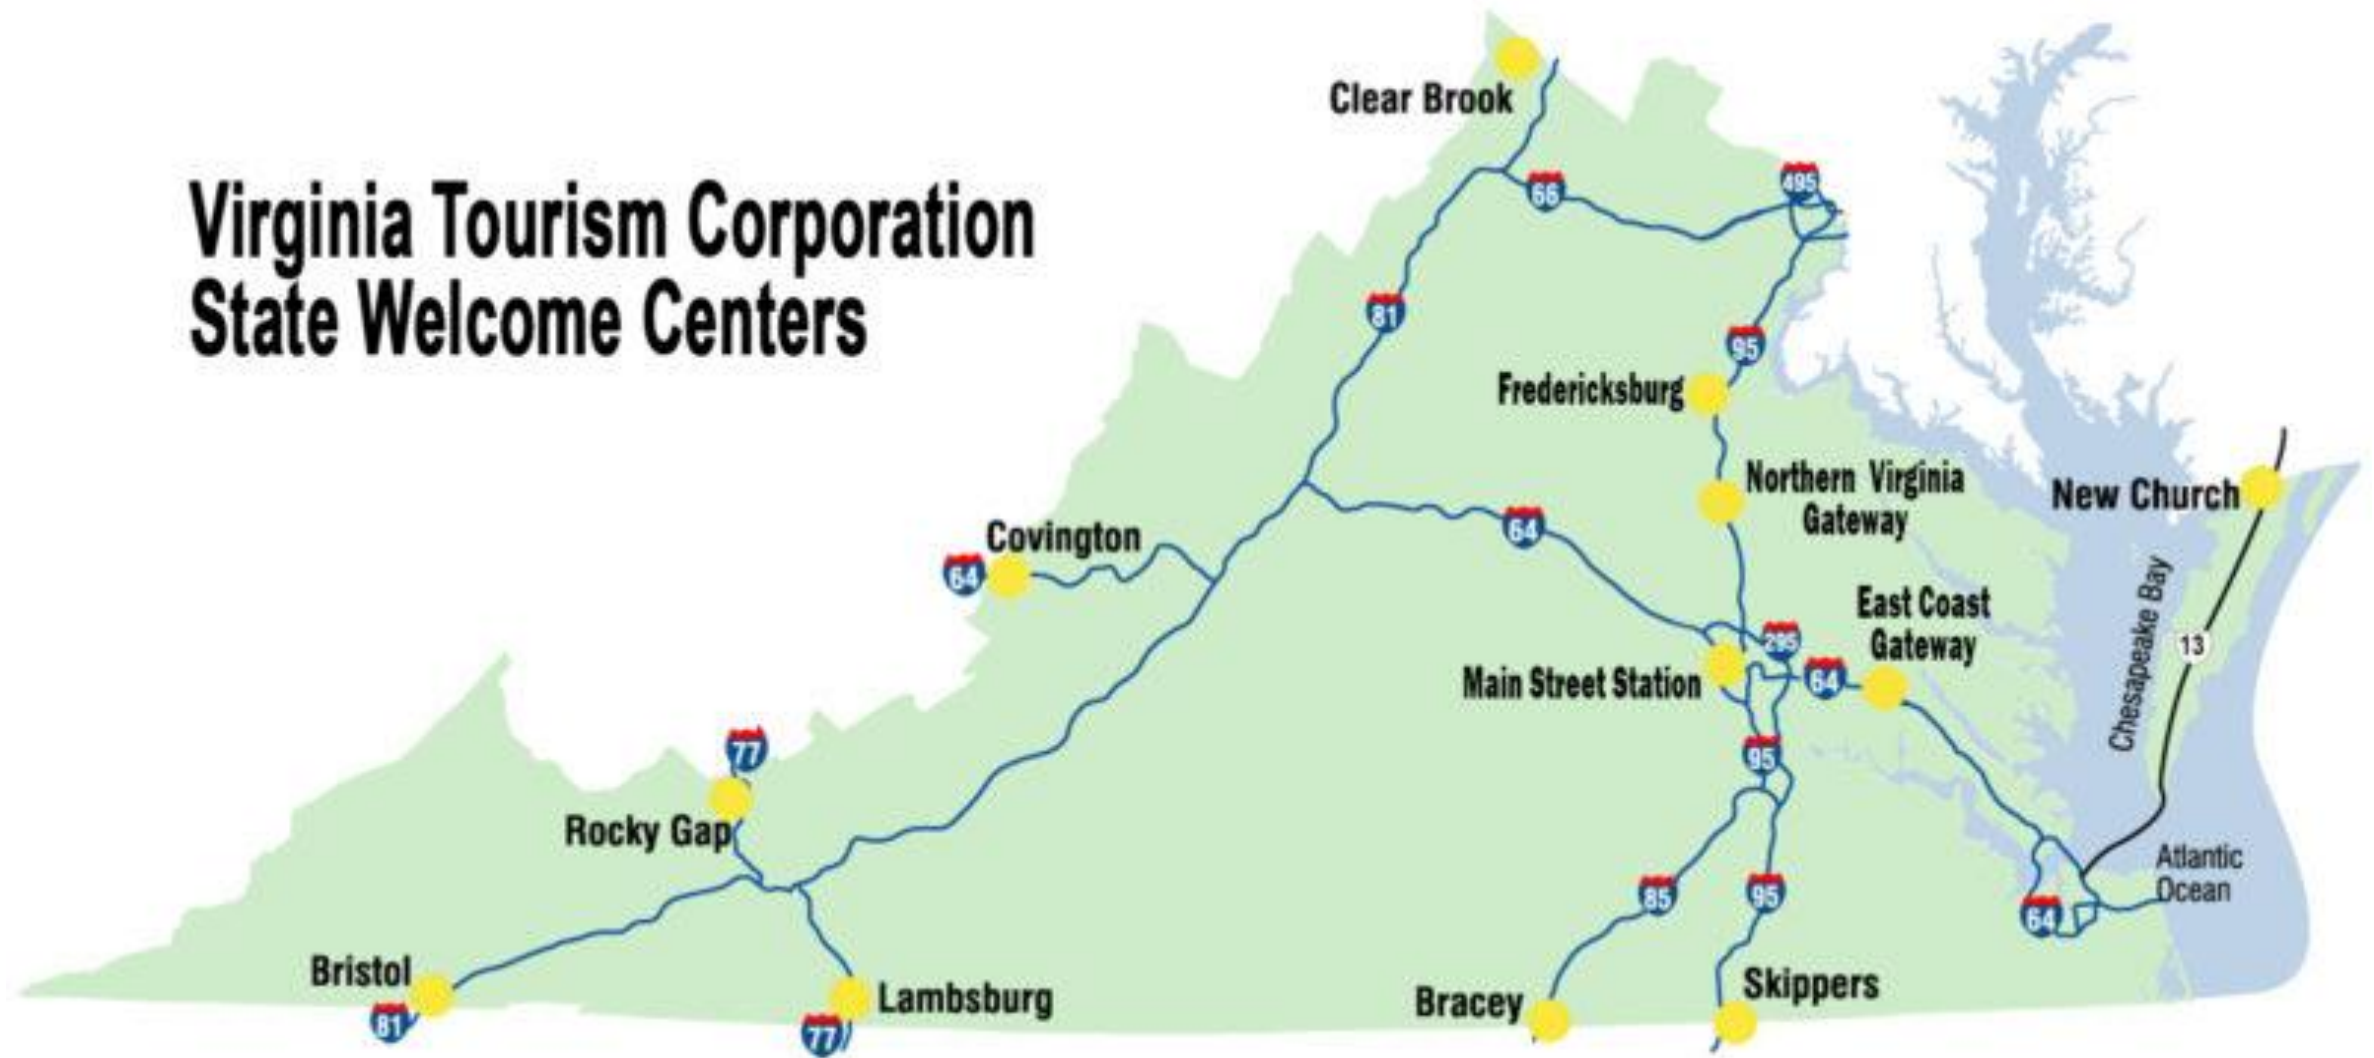 Virginia Tourism Corporation
State Welcome Centers
Clear Brook
66
495
81
95
Fredericksburg
Northern Virginia
Gateway
New Church
Covington
64
64
East Coast
Gateway
Chesapeake Bay
13
295
Main Street Station
64
77
95
Rocky Gap
Atlantic
Ocean
85
95
64
Bristol
81
Lambsburg
77
Bracey
Skippers